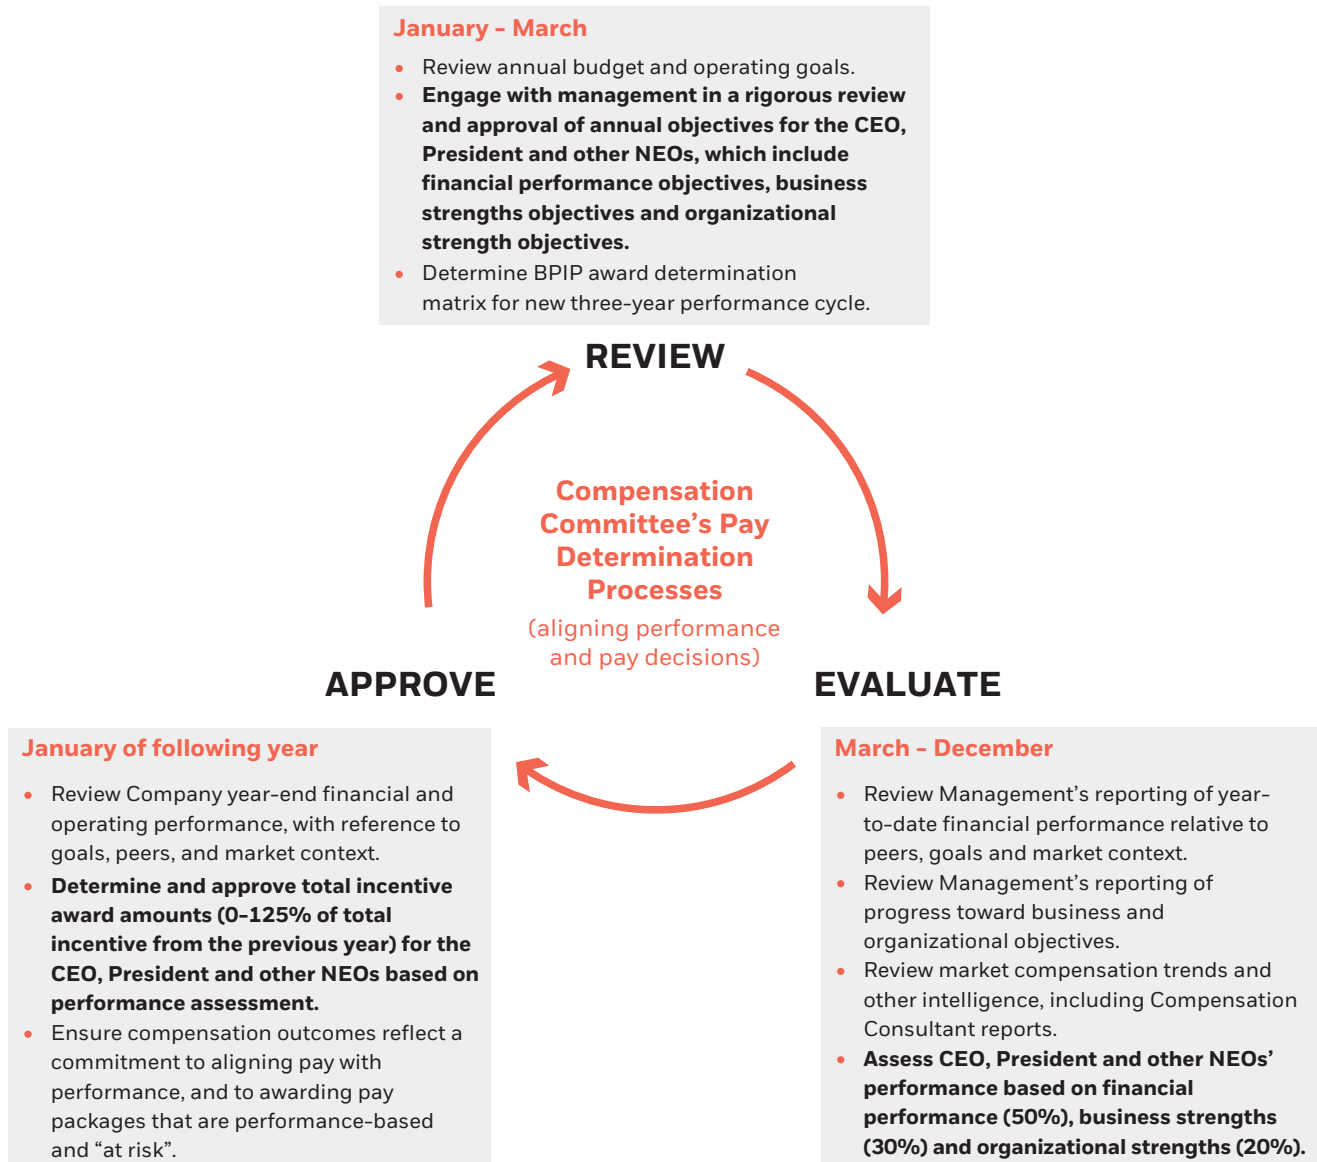 January - March
• Review annual budget and operating goals.
• Engage with management in a rigorous review
and approval of annual objectives for the CEO,
President and other NEOs, which include
financial performance objectives, business
strengths objectives and organizational
strength objectives.
• Determine BPIP award determination
matrix for new three-year performance cycle.
REVIEW
Compensation
Committee’s Pay
Determination
Processes
(aligning performance
and pay decisions)
APPROVE
EVALUATE
January of following year
• Review Company year-end financial and
operating performance, with reference to
goals, peers, and market context.
• Determine and approve total incentive
award amounts (0-125% of total
incentive from the previous year) for the
CEO, President and other NEOs based on
performance assessment.
• Ensure compensation outcomes reflect a
commitment to aligning pay with
performance, and to awarding pay
packages that are performance-based
and “at risk”.
March - December
• Review Management’s reporting of year-
to-date financial performance relative to
peers, goals and market context.
• Review Management’s reporting of
progress toward business and
organizational objectives.
• Review market compensation trends and
other intelligence, including Compensation
Consultant reports.
• Assess CEO, President and other NEOs’
performance based on financial
performance (50%), business strengths
(30%) and organizational strengths (20%).